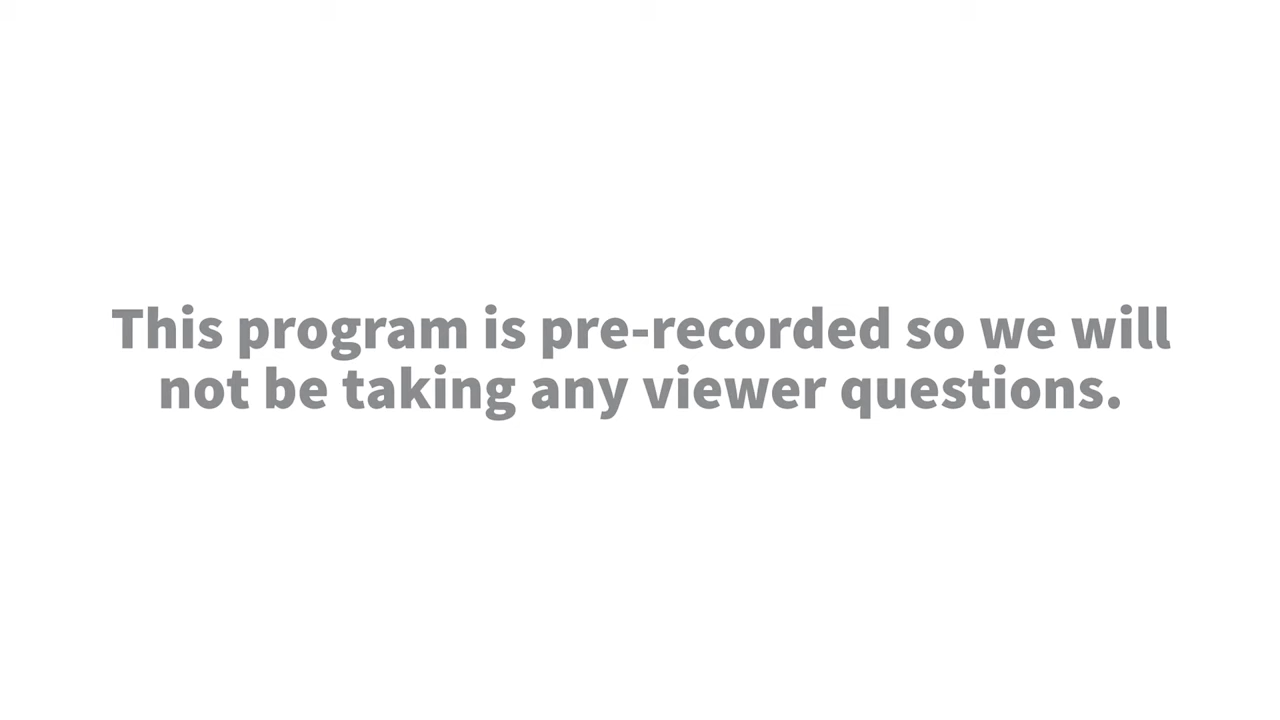 This program is pre-recorded so we will
not be taking any viewer questions.